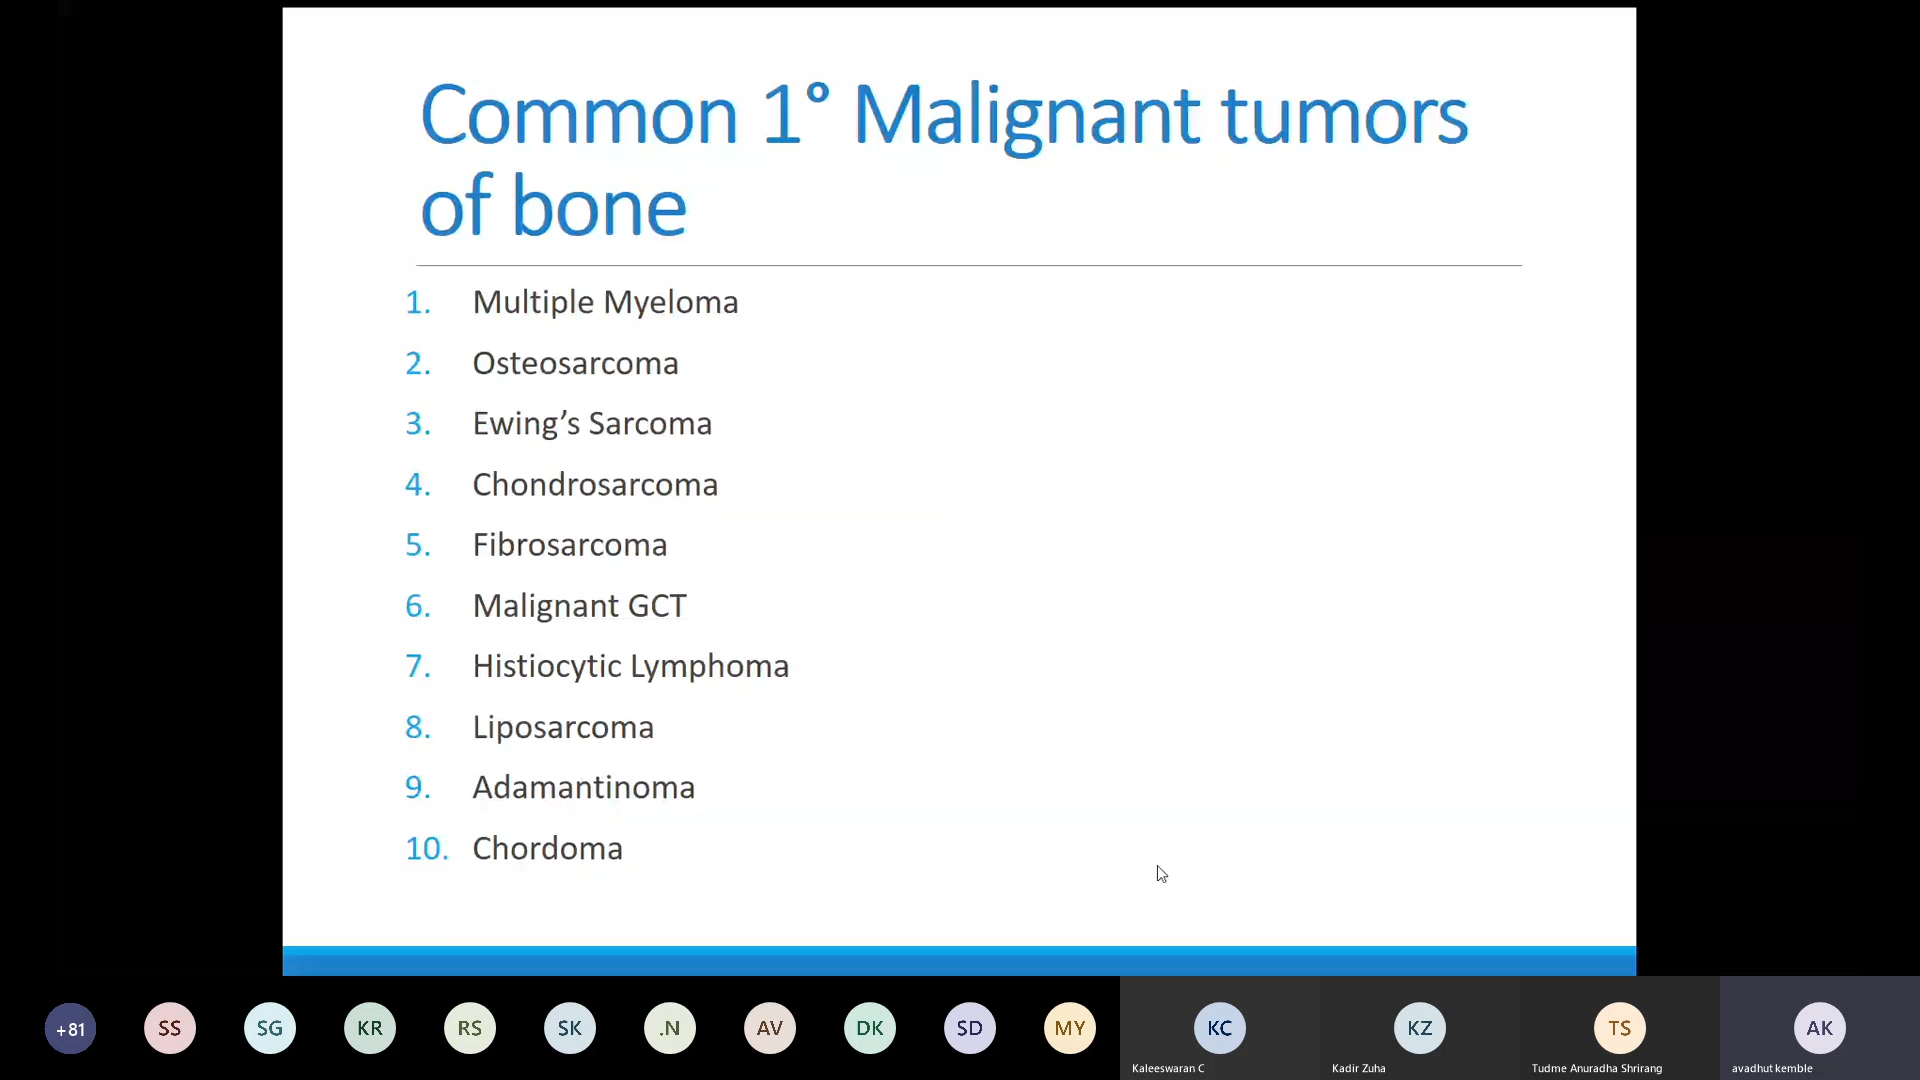 Common 1° Malignant tumors
of bone
1. Multiple Myeloma
2. Osteosarcoma
3. Ewing’s Sarcoma
4. Chondrosarcoma
5. Fibrosarcoma
6. Malignant GCT
7. Histiocytic Lymphoma
8. Liposarcoma
9. Adamantinoma
10. Chordoma
+81 SS SG KR RS SK .N AV DK SD MY KC KZ TS AK
Kaleeswaran C Kadir Zuha Tudme Anuradha Shrirang avadhut kemble